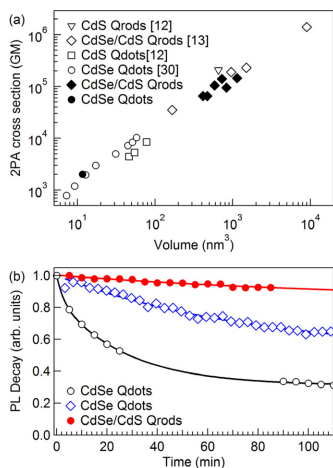 (a)
CdS Qrods [12]
CdSe/CdS Qrods [13]
CdS Qdots[12]
CdSe Qdots [30]
CdSe/CdS Qrods
CdSe Qdots
2PA cross section (GM)
10^6
10^5
10^4
10^3
10^1 10^2 10^3 10^4
Volume (nm^3)
(b)
PL Decay (arb. units)
1.0
0.8
0.6
0.4
0.2
0.0
CdSe Qdots
CdSe Qdots
CdSe/CdS Qrods
0 20 40 60 80 100
Time (min)